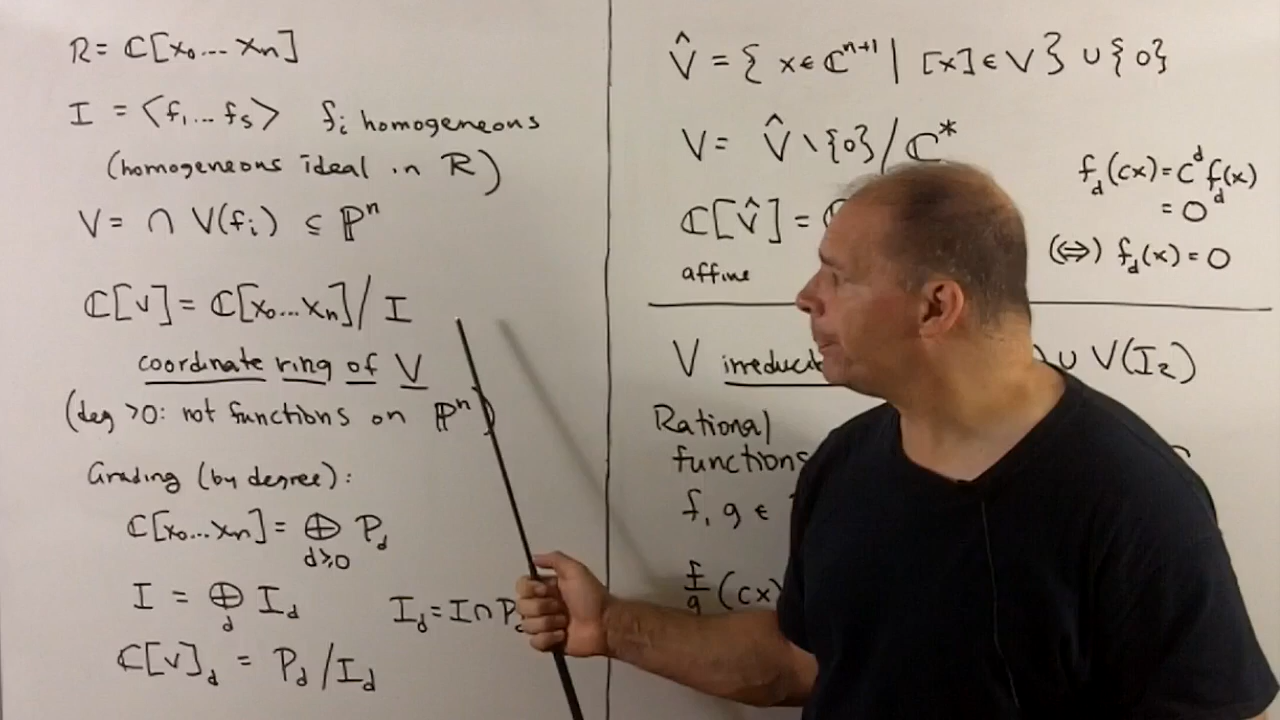 R = ℂ[x₀...xₙ]
I = <f₁...fₛ> fᵢ homogeneous
(homogeneous ideal in R)
V = ∩ V(fᵢ) ⊆ ℙⁿ
ℂ[V] = ℂ[x₀...xₙ]/I
coordinate ring of V
(deg >0: not functions on ℙⁿ)
Grading (by degree):
ℂ[x₀...xₙ] = ⊕_{d≥0} P_d
I = ⊕_d I_d I_d = I ∩ P
ℂ[V]_d = P_d/I_d
V̂ = { x ∈ ℂⁿ⁺¹ | [x] ∈ V } ∪ {0}
V = V̂ \ {0} / ℂ*
f_d(cx) = c^d f_d(x)
= 0
(⇔) f_d(x) = 0
ℂ[V̂] =
affine
V ) ∪ V(I₂)
Rational
functions
f, g ∈
f/g (cx)